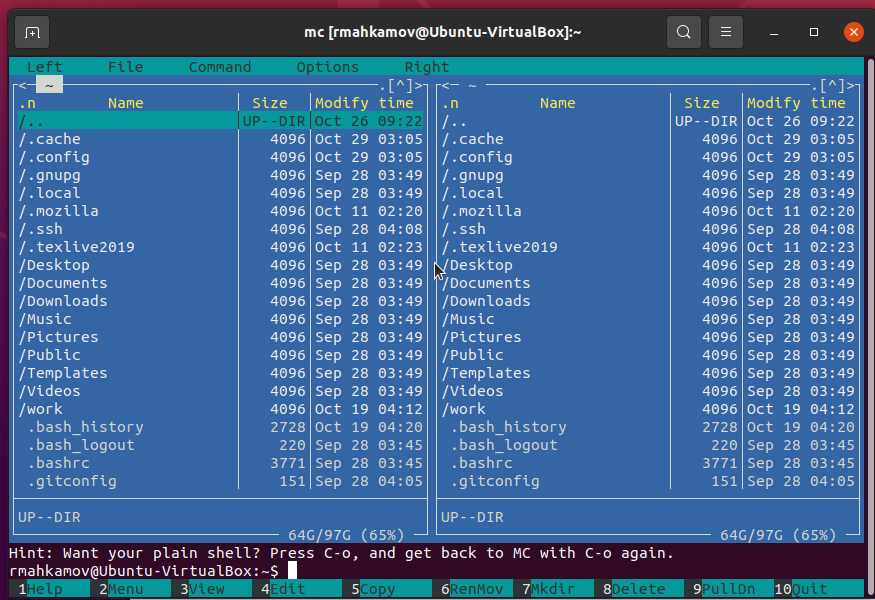 mc [rmahkamov@Ubuntu-VirtualBox]:~
Left File Command Options Right
<─ ~ .[^]> <─ ~ .[^]>
.n Name Size Modify time .n Name Size Modify time
/.. UP--DIR Oct 26 09:22 /.. UP--DIR Oct 26 09:22
/.cache 4096 Oct 29 03:05 /.cache 4096 Oct 29 03:05
/.config 4096 Oct 29 03:05 /.config 4096 Oct 29 03:05
/.gnupg 4096 Sep 28 03:49 /.gnupg 4096 Sep 28 03:49
/.local 4096 Sep 28 03:49 /.local 4096 Sep 28 03:49
/.mozilla 4096 Oct 11 02:20 /.mozilla 4096 Oct 11 02:20
/.ssh 4096 Sep 28 04:08 /.ssh 4096 Sep 28 04:08
/.texlive2019 4096 Oct 11 02:23 /.texlive2019 4096 Oct 11 02:23
/Desktop 4096 Sep 28 03:49 /Desktop 4096 Sep 28 03:49
/Documents 4096 Sep 28 03:49 /Documents 4096 Sep 28 03:49
/Downloads 4096 Sep 28 03:49 /Downloads 4096 Sep 28 03:49
/Music 4096 Sep 28 03:49 /Music 4096 Sep 28 03:49
/Pictures 4096 Sep 28 03:49 /Pictures 4096 Sep 28 03:49
/Public 4096 Sep 28 03:49 /Public 4096 Sep 28 03:49
/Templates 4096 Sep 28 03:49 /Templates 4096 Sep 28 03:49
/Videos 4096 Sep 28 03:49 /Videos 4096 Sep 28 03:49
/work 4096 Oct 19 04:12 /work 4096 Oct 19 04:12
.bash_history 2728 Oct 19 04:20 .bash_history 2728 Oct 19 04:20
.bash_logout 220 Sep 28 03:45 .bash_logout 220 Sep 28 03:45
.bashrc 3771 Sep 28 03:45 .bashrc 3771 Sep 28 03:45
.gitconfig 151 Sep 28 04:05 .gitconfig 151 Sep 28 04:05
UP--DIR UP--DIR
64G/97G (65%) 64G/97G (65%)
Hint: Want your plain shell? Press C-o, and get back to MC with C-o again.
rmahkamov@Ubuntu-VirtualBox:~$
1Help 2Menu 3View 4Edit 5Copy 6RenMov 7Mkdir 8Delete 9PullDn 10Quit